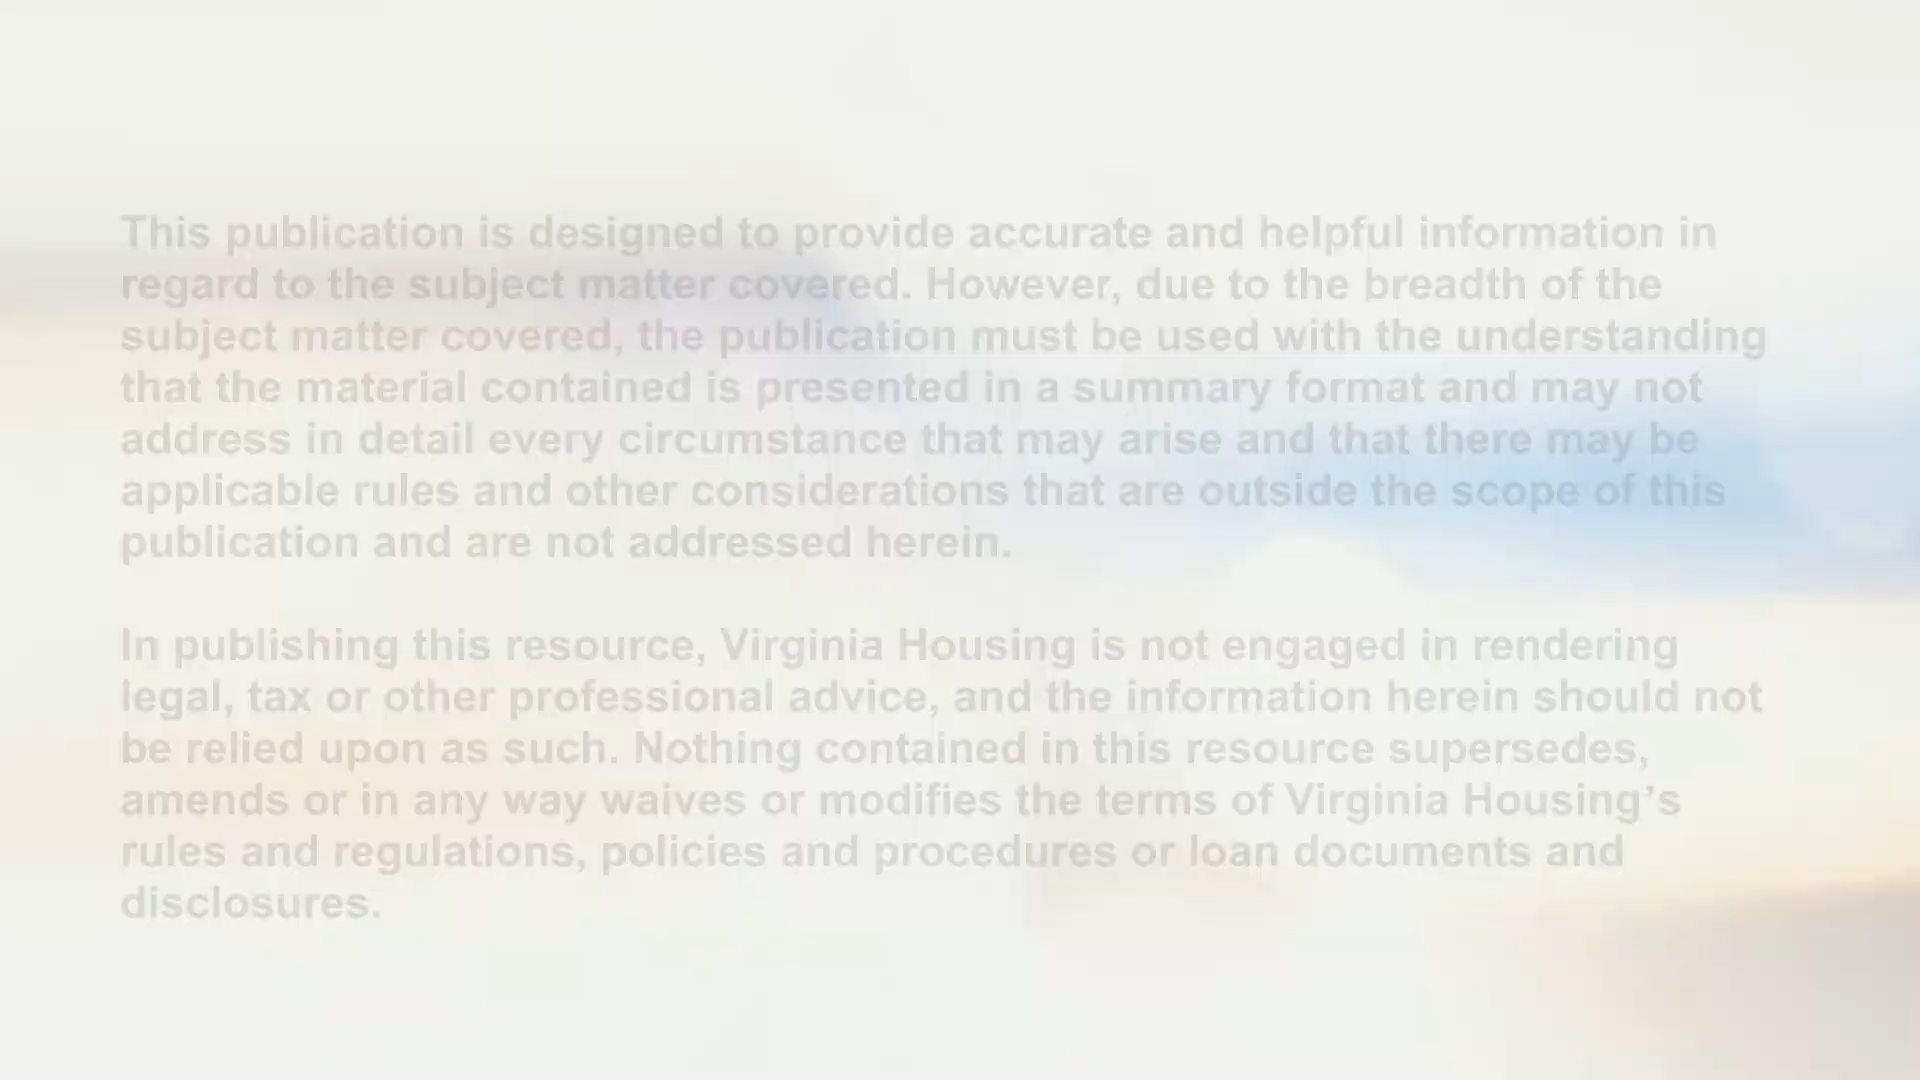 This publication is designed to provide accurate and helpful information in
regard to the subject matter covered. However, due to the breadth of the
subject matter covered, the publication must be used with the understanding
that the material contained is presented in a summary format and may not
address in detail every circumstance that may arise and that there may be
applicable rules and other considerations that are outside the scope of this
publication and are not addressed herein.
In publishing this resource, Virginia Housing is not engaged in rendering
legal, tax or other professional advice, and the information herein should not
be relied upon as such. Nothing contained in this resource supersedes,
amends or in any way waives or modifies the terms of Virginia Housing’s
rules and regulations, policies and procedures or loan documents and
disclosures.